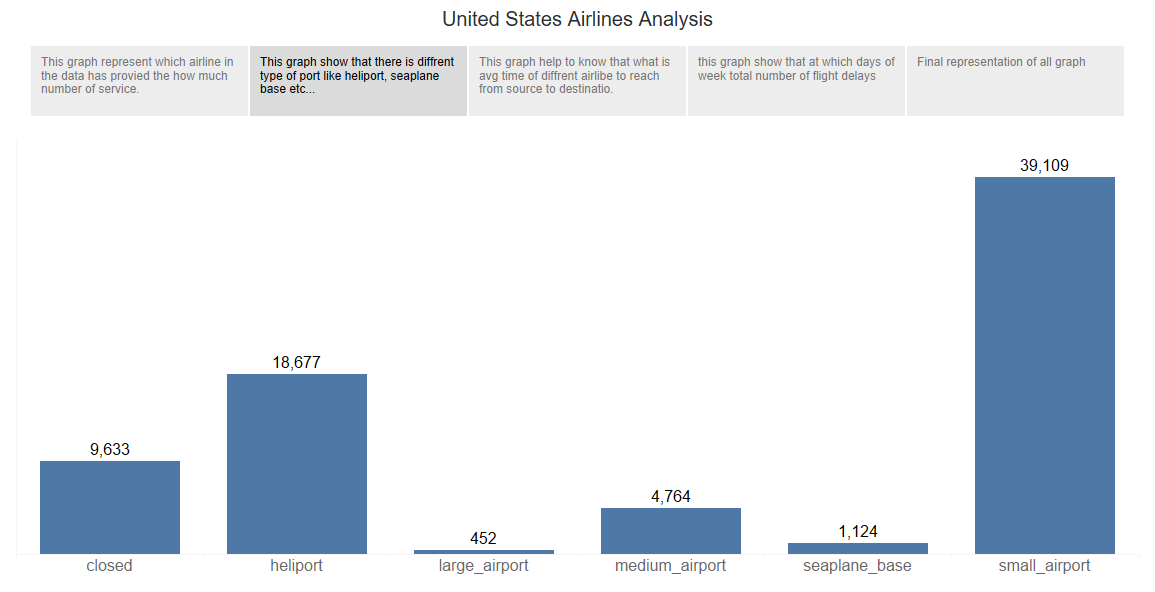 United States Airlines Analysis
This graph represent which airline in
the data has provied the how much
number of service.
This graph show that there is diffrent
type of port like heliport, seaplane
base etc...
This graph help to know that what is
avg time of diffrent airlibe to reach
from source to destinatio.
this graph show that at which days of
week total number of flight delays
Final representation of all graph
39,109
18,677
9,633
4,764
1,124
452
closed
heliport
large_airport
medium_airport
seaplane_base
small_airport